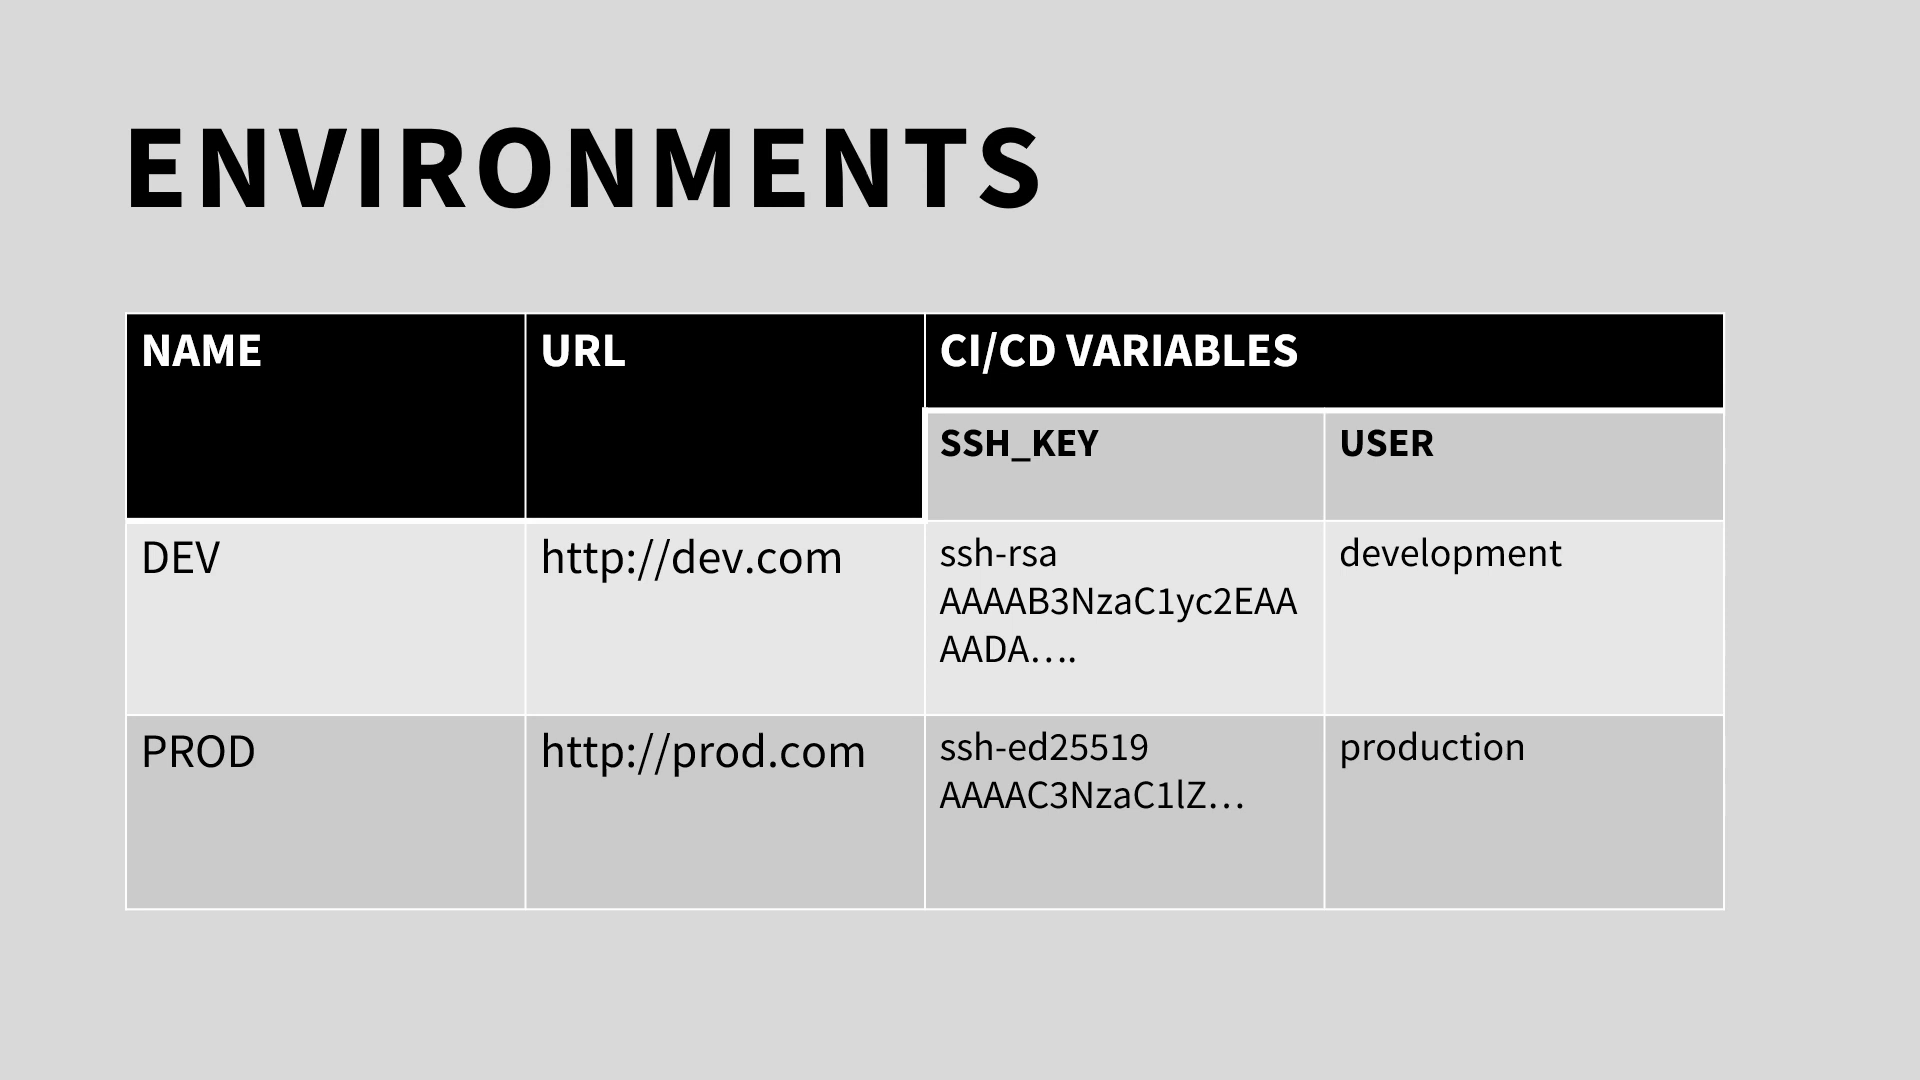 ENVIRONMENTS
NAME
URL
CI/CD VARIABLES
SSH_KEY
USER
DEV
http://dev.com
ssh-rsa
AAAAB3NzaC1yc2EAA
AADA….
development
PROD
http://prod.com
ssh-ed25519
AAAAC3NzaC1lZ…
production